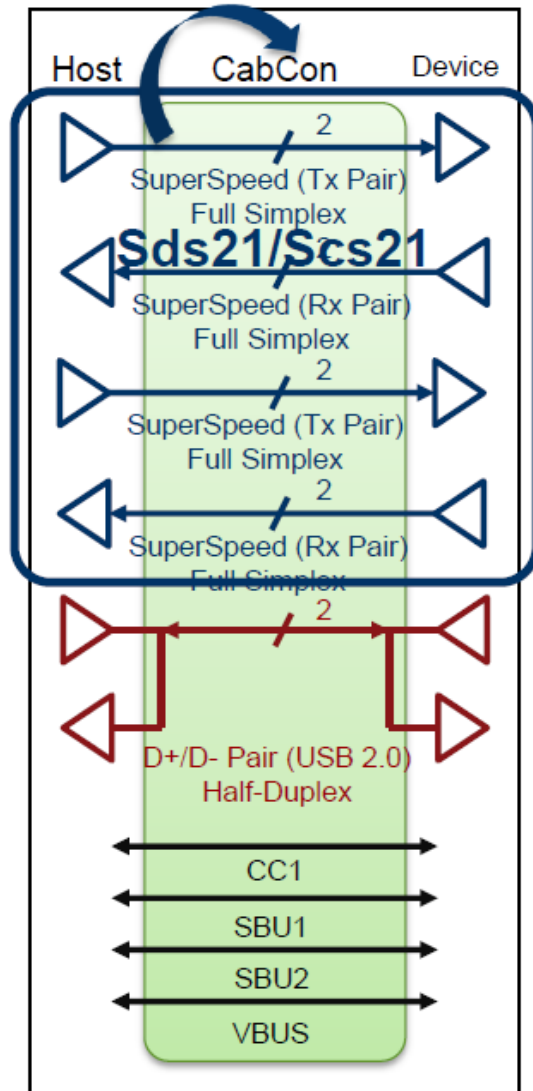 Host CabCon Device
2
SuperSpeed (Tx Pair)
Full Simplex
Sds21/Scs21
2
SuperSpeed (Rx Pair)
Full Simplex
2
SuperSpeed (Tx Pair)
Full Simplex
2
SuperSpeed (Rx Pair)
Full Simplex
2
D+/D- Pair (USB 2.0)
Half-Duplex
CC1
SBU1
SBU2
VBUS